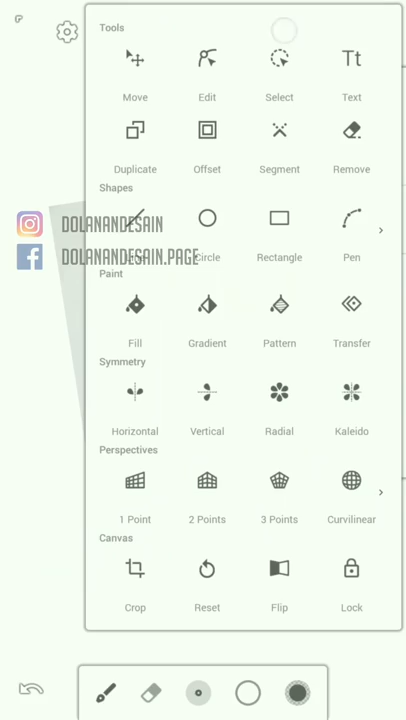 Tools
Move Edit Select Text
Duplicate Offset Segment Remove
Shapes
DOLANANDESAIN
Circle Rectangle Pen
DOLANANDESAIN.PAGE
Paint
Fill Gradient Pattern Transfer
Symmetry
Horizontal Vertical Radial Kaleido
Perspectives
1 Point 2 Points 3 Points Curvilinear
Canvas
Crop Reset Flip Lock